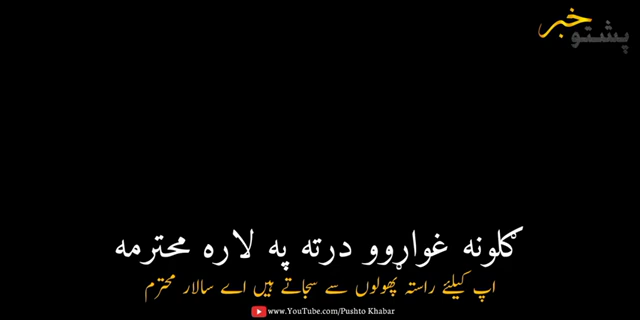 پشتو خبر
ګلونه غواړوو درته په لاره محترمه
اپ کیلئے راستہ پھولوں سے سجاتے ہیں اے سالار محترم
www.YouTube.com/Pushto Khabar